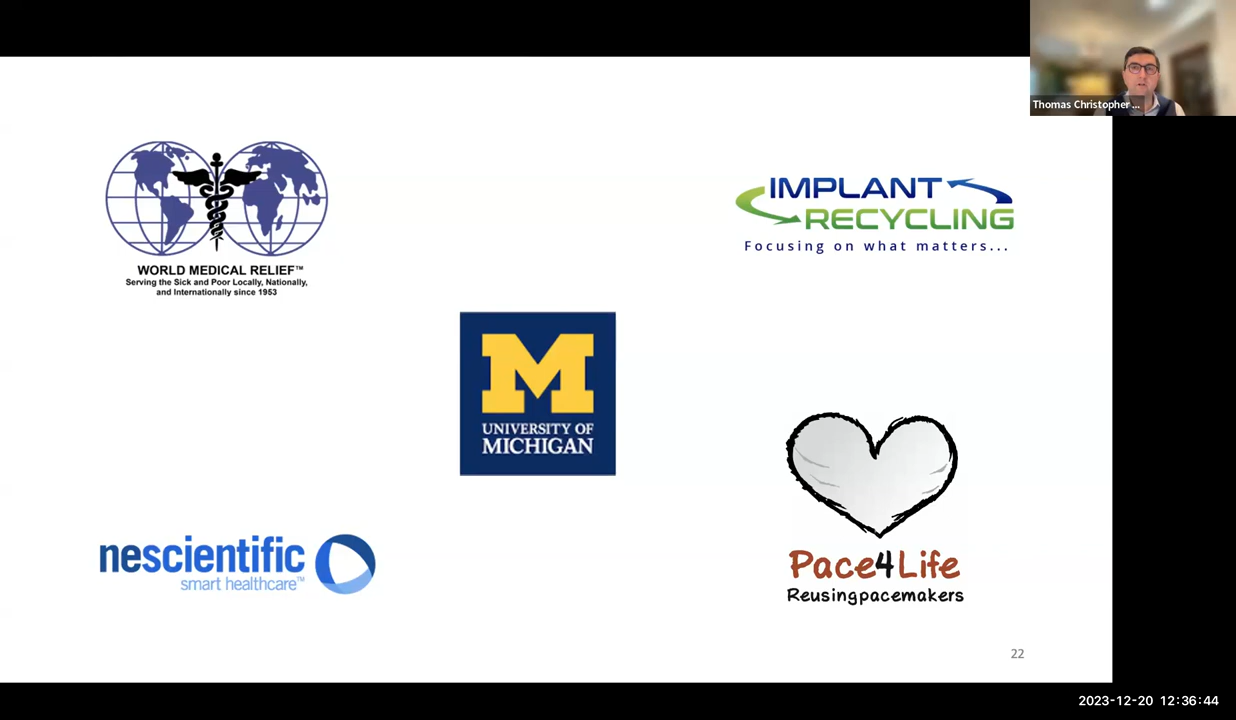 Thomas Christopher ...
WORLD MEDICAL RELIEF™
Serving the Sick and Poor Locally, Nationally,
and Internationally since 1953
IMPLANT
RECYCLING
Focusing on what matters...
M
UNIVERSITY OF
MICHIGAN
nescientific
smart healthcare™
Pace4Life
Reusingpacemakers
22
2023-12-20 12:36:44